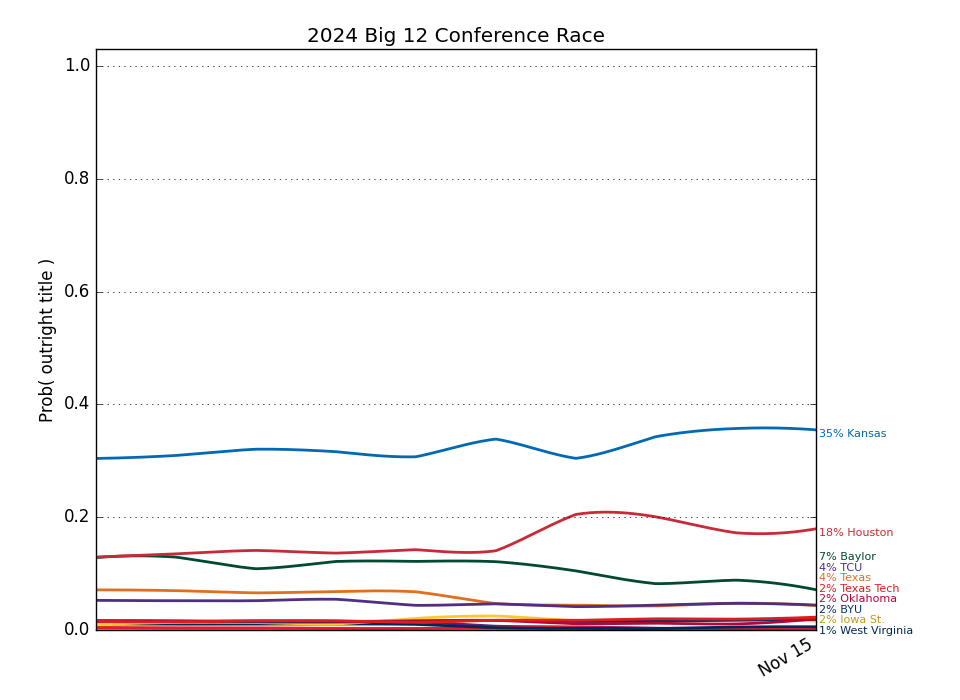 2024 Big 12 Conference Race
Prob( outright title )
1.0
0.8
0.6
0.4
0.2
0.0
35% Kansas
18% Houston
7% Baylor
4% TCU
4% Texas
2% Texas Tech
2% Oklahoma
2% BYU
2% Iowa St.
1% West Virginia
Nov 15